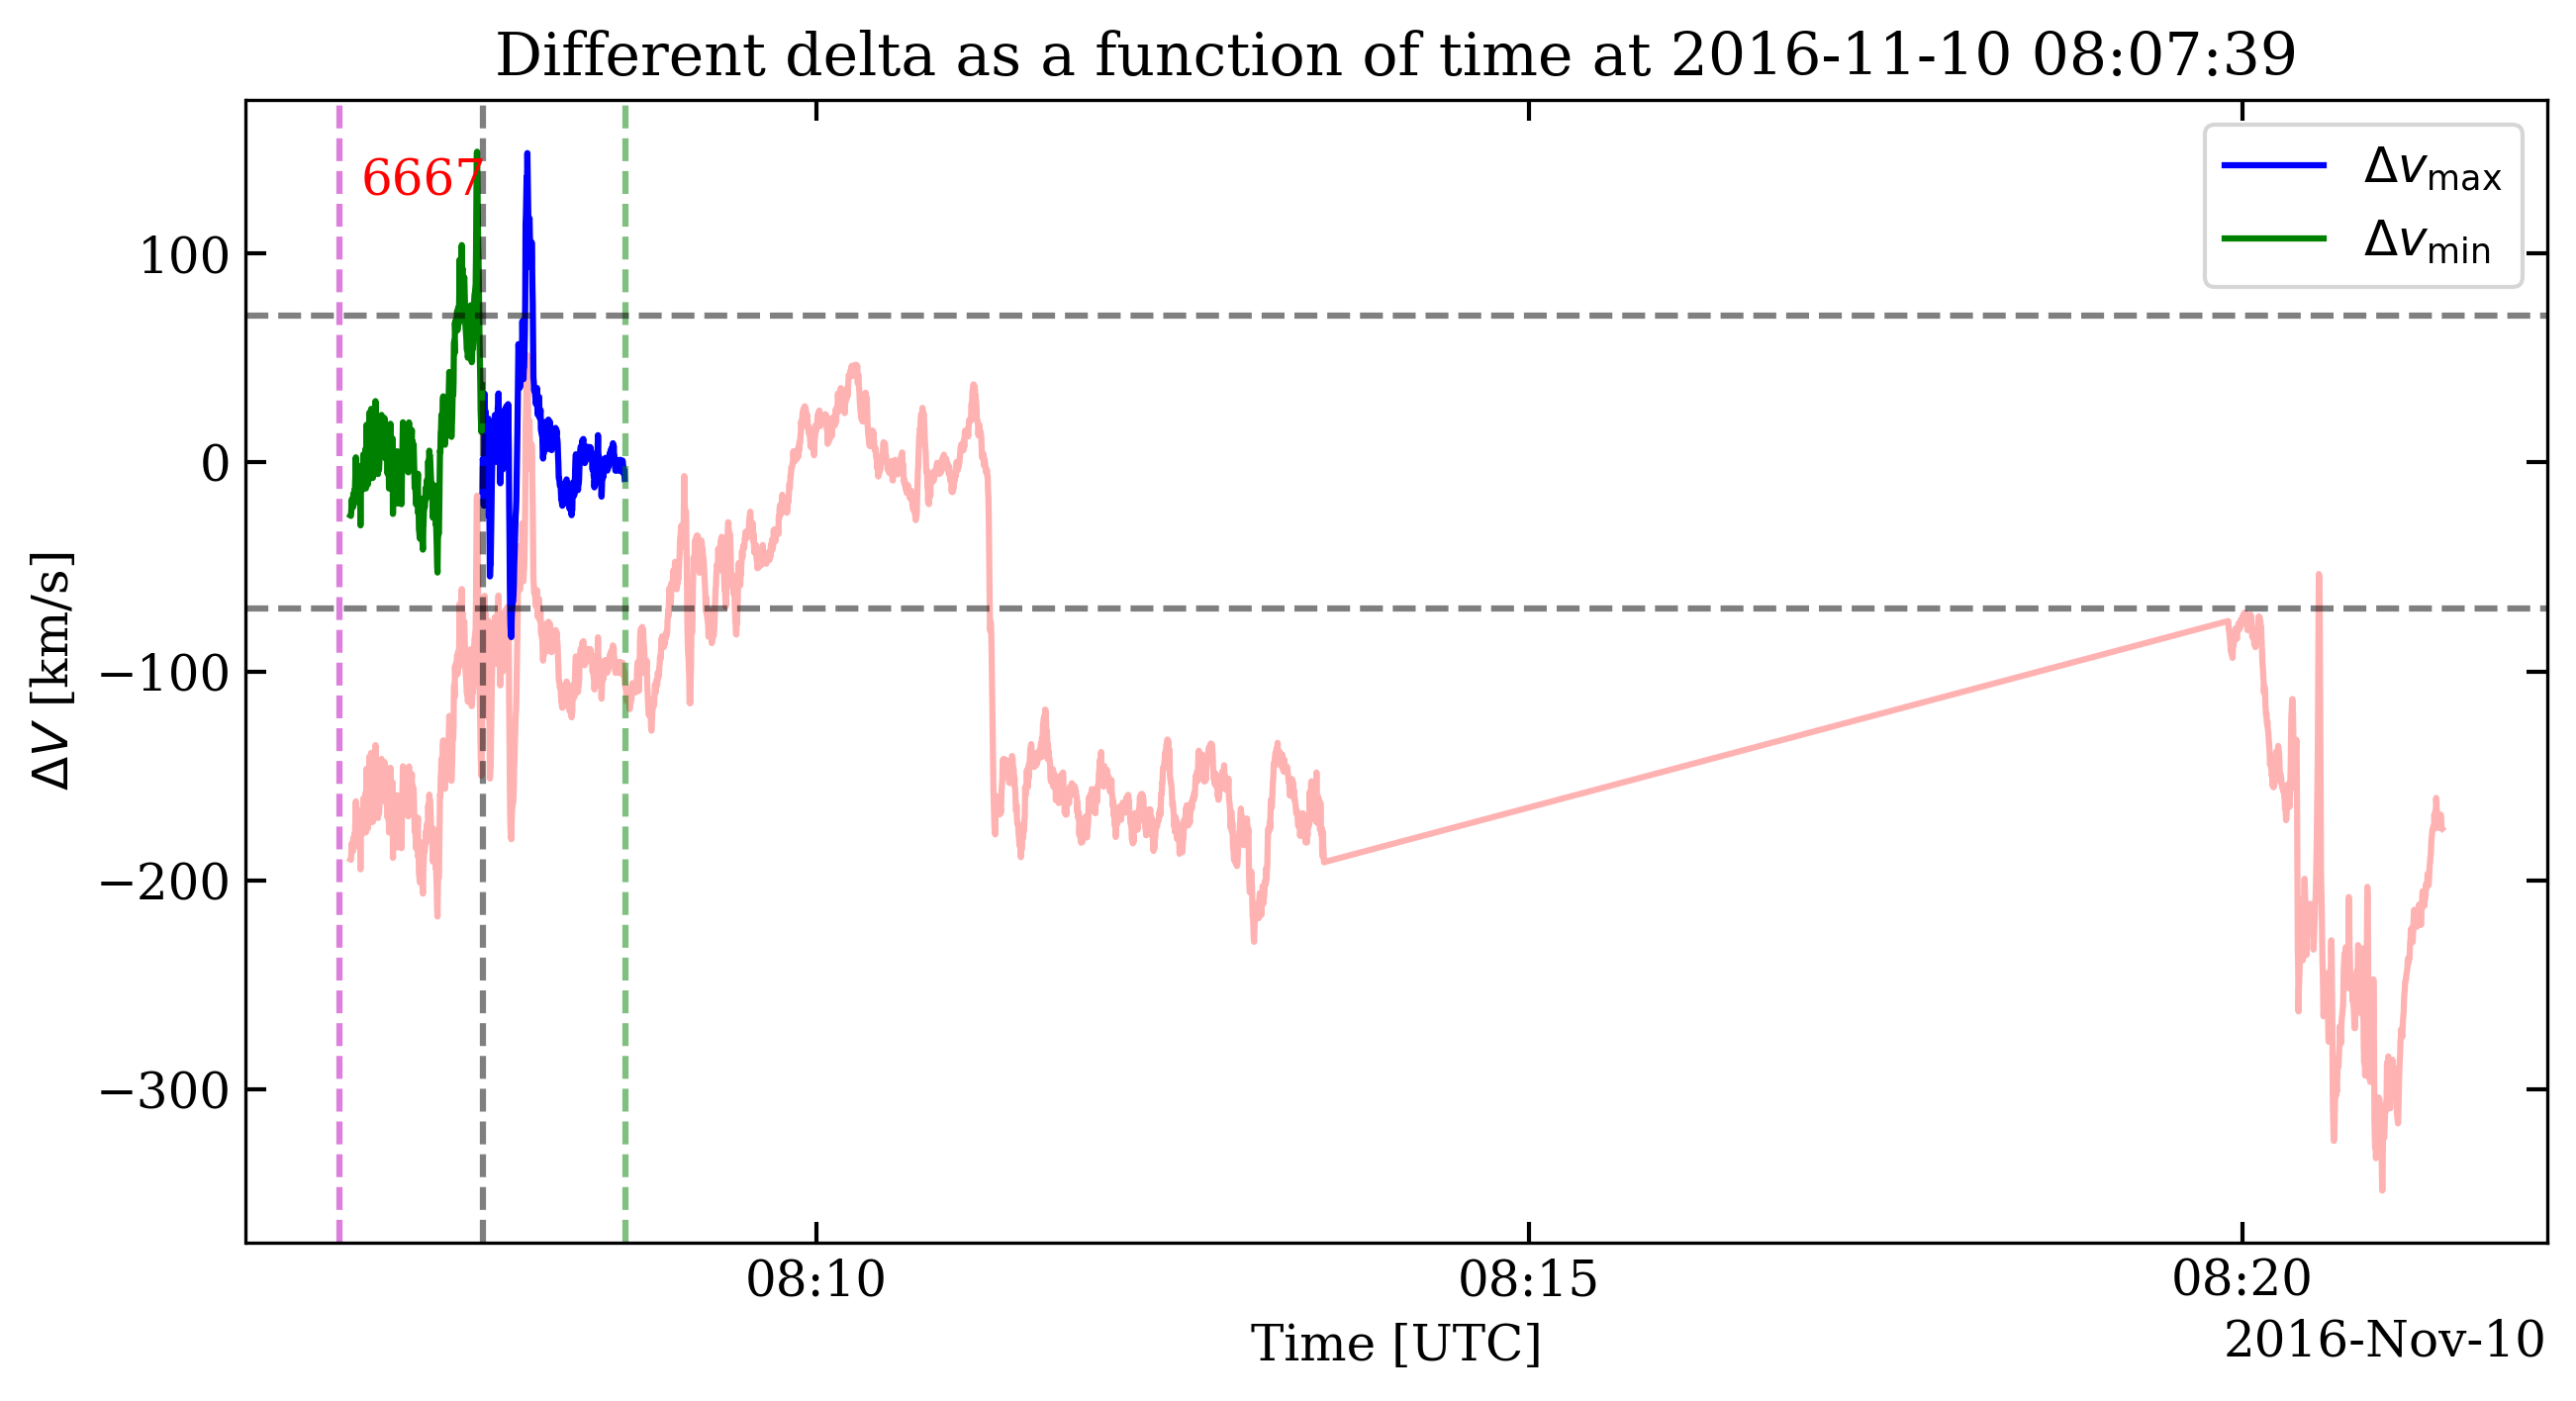 Different delta as a function of time at 2016-11-10 08:07:39
6667
Δv_max
Δv_min
100
0
−100
−200
−300
ΔV [km/s]
08:10 08:15 08:20
Time [UTC]
2016-Nov-10